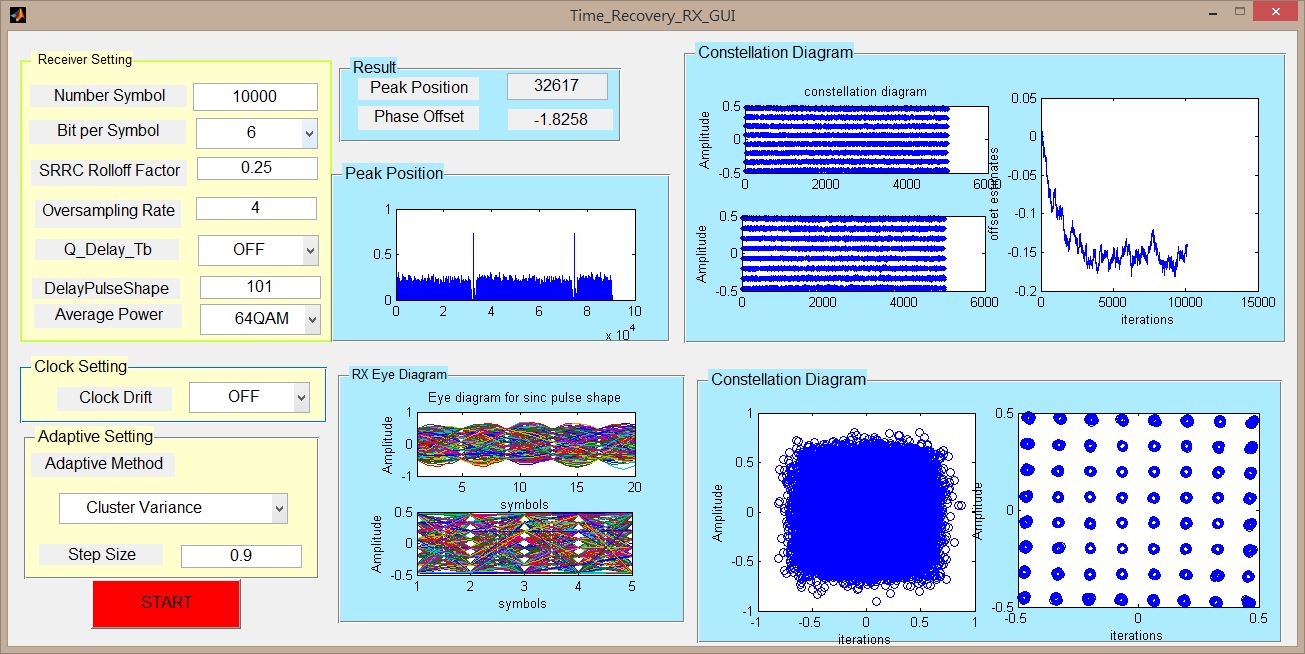 Time_Recovery_RX_GUI
Receiver Setting
Number Symbol 10000
Bit per Symbol 6
SRRC Rolloff Factor 0.25
Oversampling Rate 4
Q_Delay_Tb OFF
DelayPulseShape 101
Average Power 64QAM
Clock Setting
Clock Drift OFF
Adaptive Setting
Adaptive Method
Cluster Variance
Step Size 0.9
START
Result
Peak Position 32617
Phase Offset -1.8258
Peak Position
1
0.5
0
0 2 4 6 8 10
x 10^4
RX Eye Diagram
Eye diagram for sinc pulse shape
Amplitude
1
0
-1
5 10 15 20
symbols
Amplitude
0.5
0
-0.5
1 2 3 4 5
symbols
Constellation Diagram
constellation diagram
Amplitude
0.5
0
-0.5
0 2000 4000 6000
Amplitude
0.5
0
-0.5
0 2000 4000 6000
offset estimates
0.05
0
-0.05
-0.1
-0.15
-0.2
0 5000 10000 15000
iterations
Constellation Diagram
Amplitude
1
0.5
0
-0.5
-1
-1 -0.5 0 0.5 1
iterations
Amplitude
0.5
0
-0.5
-0.5 0 0.5
iterations